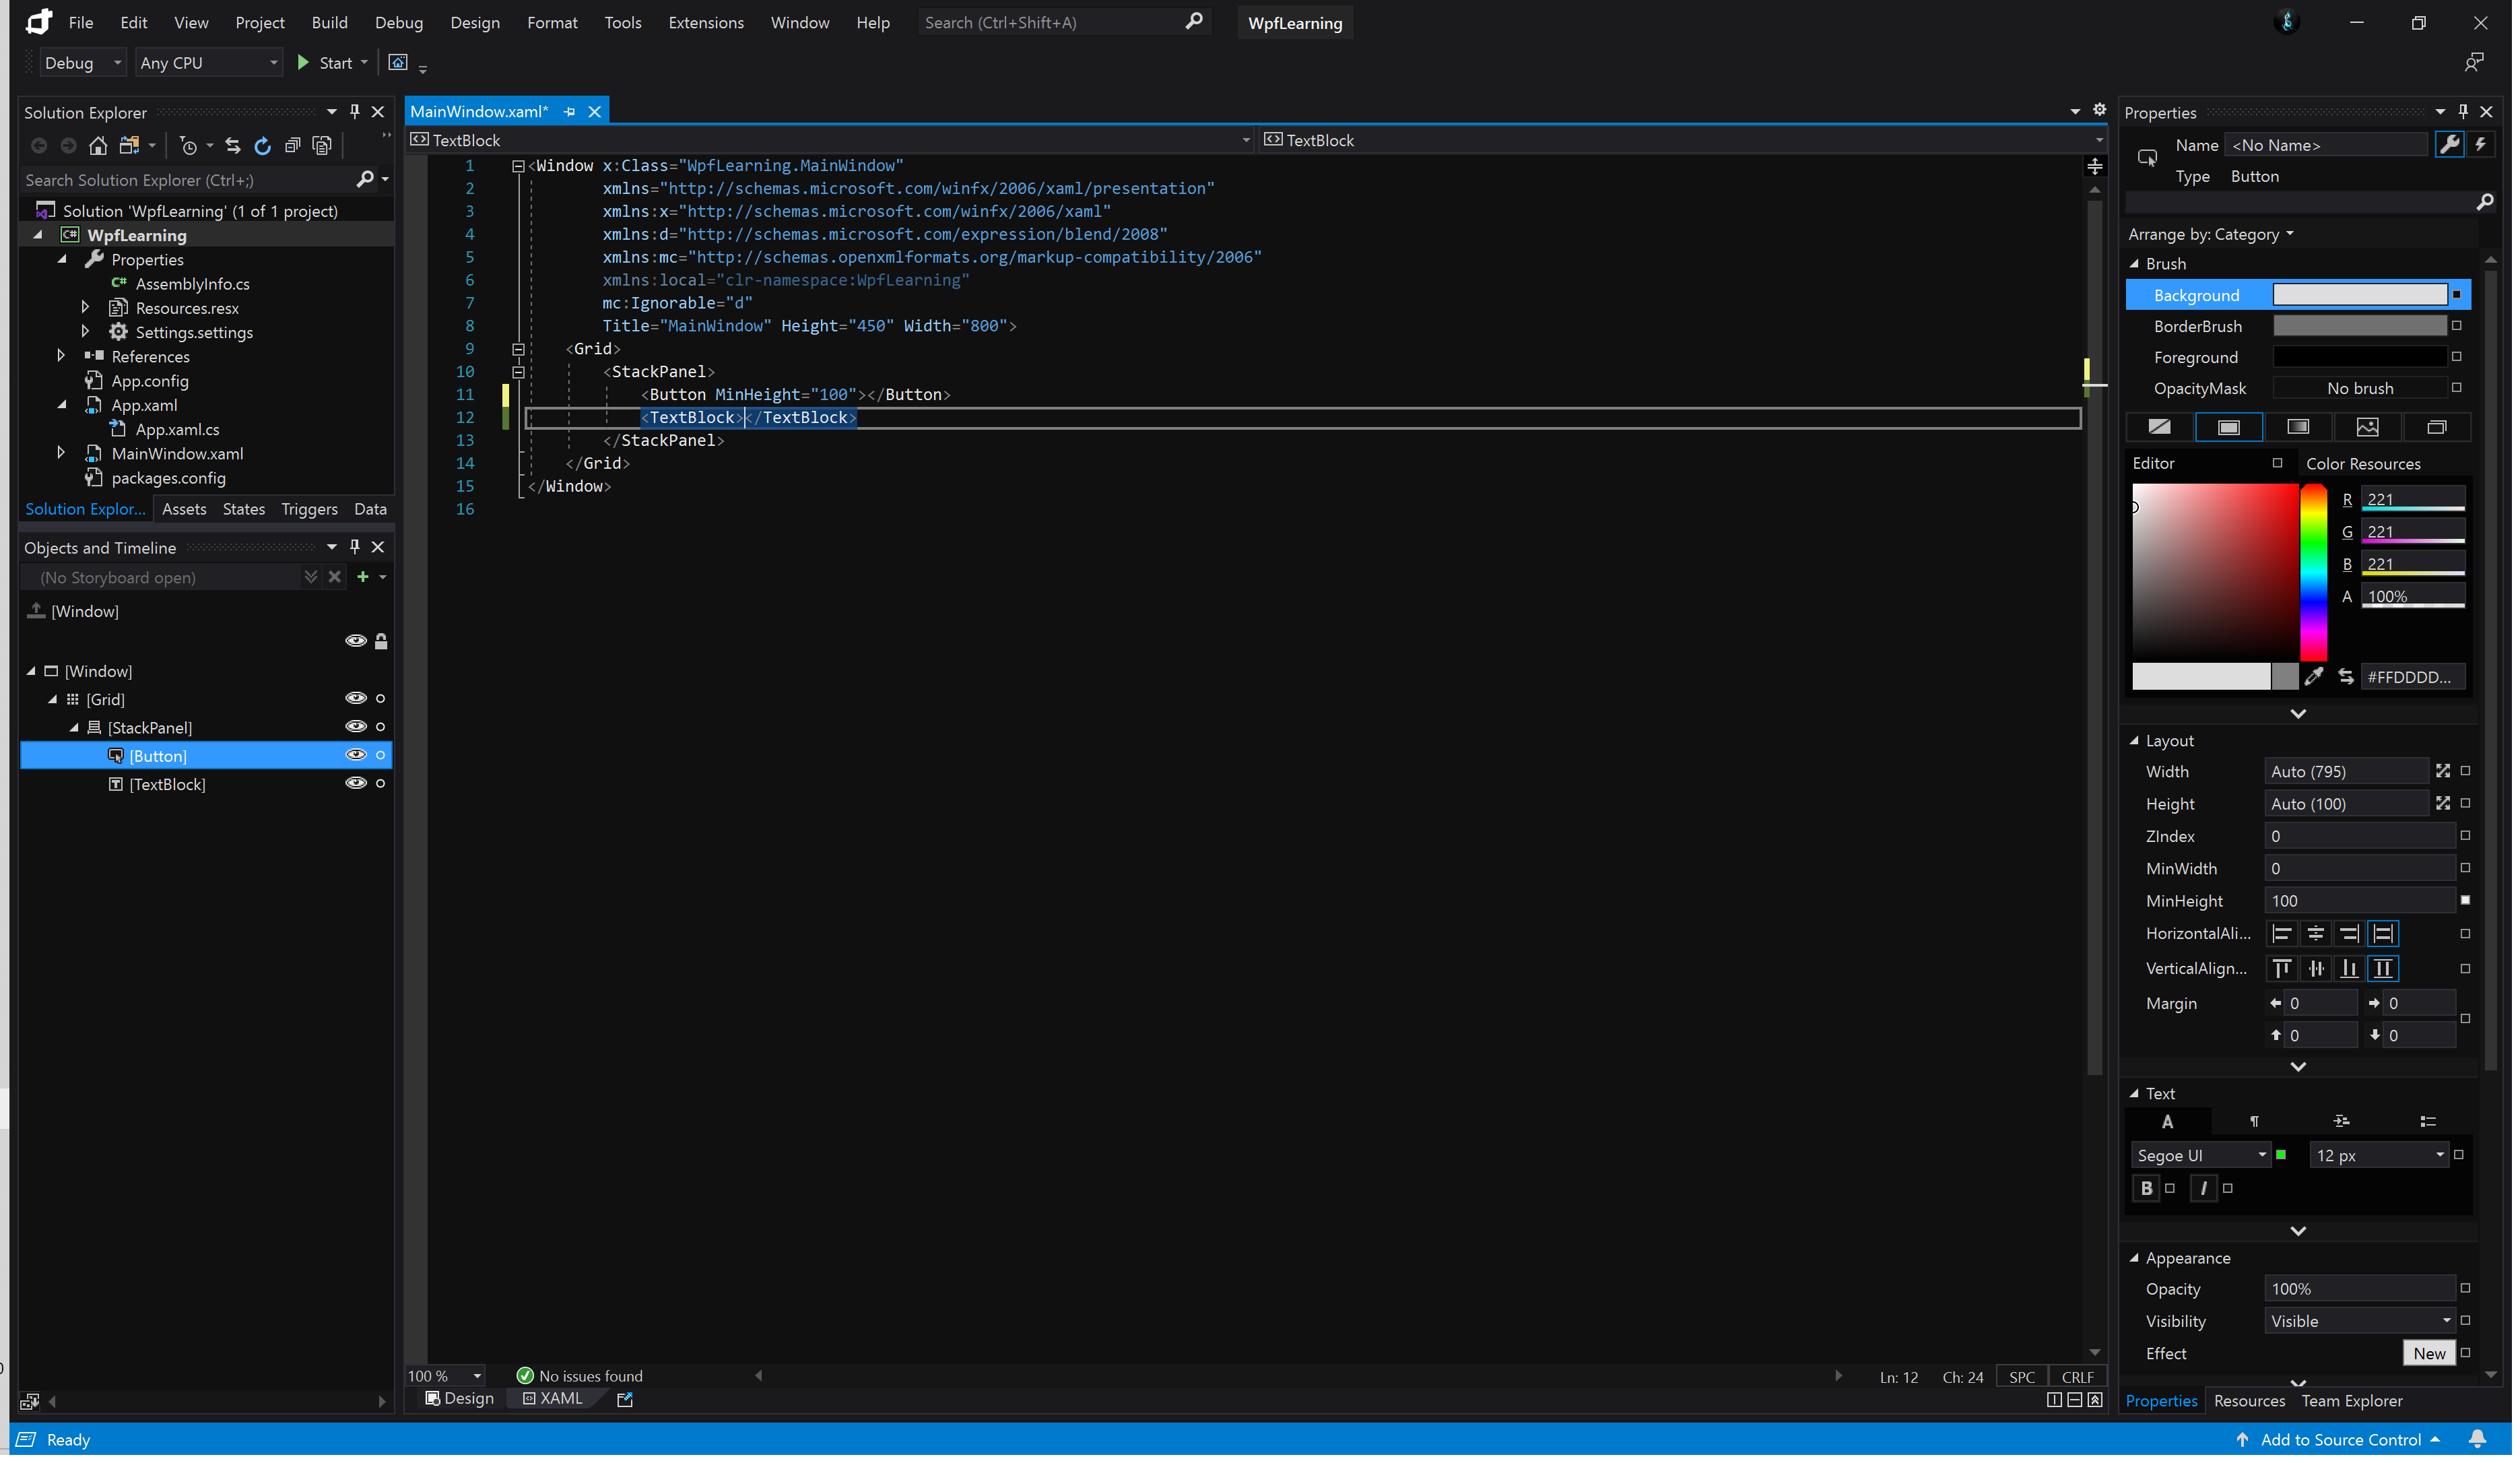 File Edit View Project Build Debug Design Format Tools Extensions Window Help Search (Ctrl+Shift+A) WpfLearning
Debug Any CPU Start
Solution Explorer
Search Solution Explorer (Ctrl+;)
Solution 'WpfLearning' (1 of 1 project)
C# WpfLearning
Properties
C# AssemblyInfo.cs
Resources.resx
Settings.settings
References
App.config
App.xaml
App.xaml.cs
MainWindow.xaml
packages.config
Solution Explor... Assets States Triggers Data
Objects and Timeline
(No Storyboard open)
[Window]
[Window]
[Grid]
[StackPanel]
[Button]
[TextBlock]
MainWindow.xaml*
TextBlock TextBlock
1 <Window x:Class="WpfLearning.MainWindow"
2 xmlns="http://schemas.microsoft.com/winfx/2006/xaml/presentation"
3 xmlns:x="http://schemas.microsoft.com/winfx/2006/xaml"
4 xmlns:d="http://schemas.microsoft.com/expression/blend/2008"
5 xmlns:mc="http://schemas.openxmlformats.org/markup-compatibility/2006"
6 xmlns:local="clr-namespace:WpfLearning"
7 mc:Ignorable="d"
8 Title="MainWindow" Height="450" Width="800">
9 <Grid>
10 <StackPanel>
11 <Button MinHeight="100"></Button>
12 <TextBlock></TextBlock>
13 </StackPanel>
14 </Grid>
15 </Window>
16
100 % No issues found Ln: 12 Ch: 24 SPC CRLF
Design XAML
Properties
Name <No Name>
Type Button
Arrange by: Category
Brush
Background
BorderBrush
Foreground
OpacityMask No brush
Editor Color Resources
R 221
G 221
B 221
A 100%
#FFDDDD...
Layout
Width Auto (795)
Height Auto (100)
ZIndex 0
MinWidth 0
MinHeight 100
HorizontalAli...
VerticalAlign...
Margin 0 0
0 0
Text
A ¶
Segoe UI 12 px
B I
Appearance
Opacity 100%
Visibility Visible
Effect New
Properties Resources Team Explorer
Ready Add to Source Control